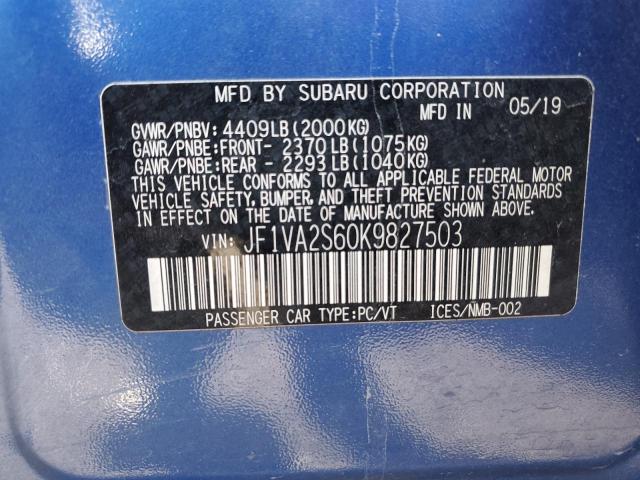 MFD BY SUBARU CORPORATION
MFD IN 05/19
GVWR/PNBV: 4409LB(2000KG)
GAWR/PNBE:FRONT- 2370LB(1075KG)
GAWR/PNBE:REAR - 2293LB(1040KG)
THIS VEHICLE CONFORMS TO ALL APPLICABLE FEDERAL MOTOR
VEHICLE SAFETY, BUMPER, AND THEFT PREVENTION STANDARDS
IN EFFECT ON THE DATE OF MANUFACTURE SHOWN ABOVE.
VIN: JF1VA2S60K9827503
PASSENGER CAR TYPE:PC/VT ICES/NMB-002